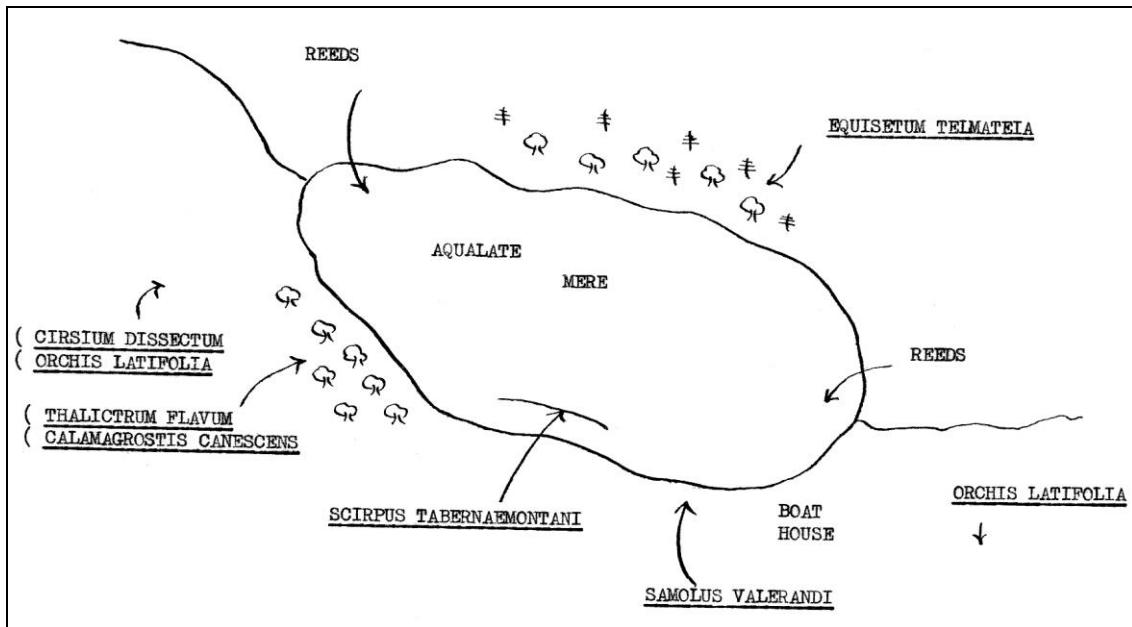 REEDS
EQUISETUM TELMATEIA
AQUALATE
MERE
REEDS
( CIRSIUM DISSECTUM
( ORCHIS LATIFOLIA
( THALICTRUM FLAVUM
( CALAMAGROSTIS CANESCENS
SCIRPUS TABERNAEMONTANI
BOAT
HOUSE
ORCHIS LATIFOLIA
SAMOLUS VALERANDI